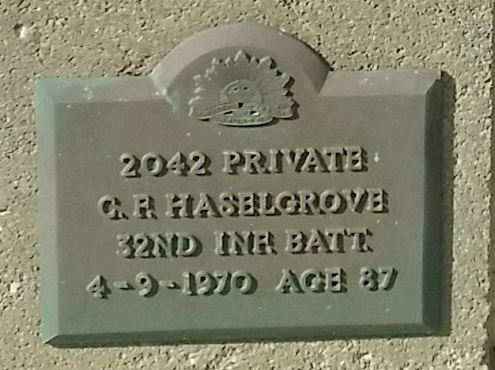 2042 PRIVATE
C. F. HASELGROVE
32ND INF. BATT.
4-9-1970 AGE 87